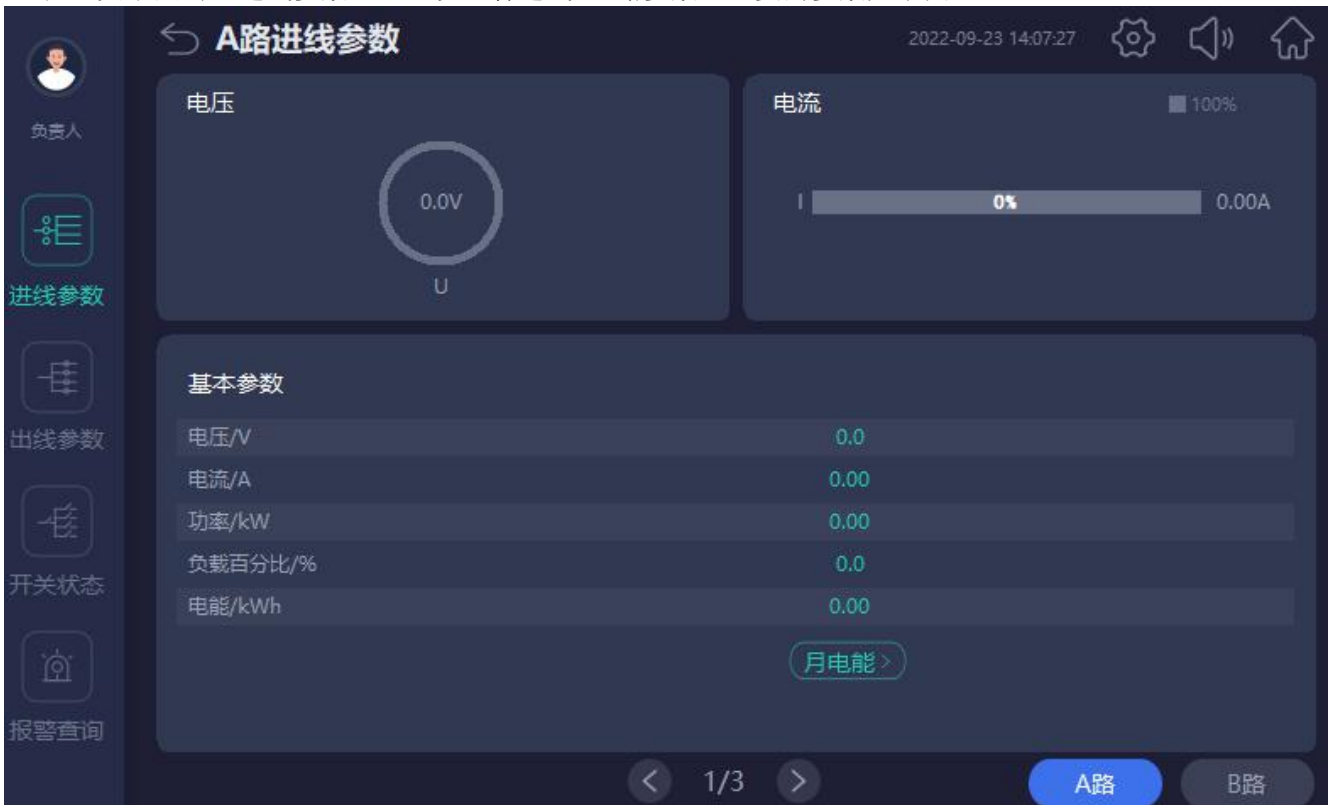 A路进线参数
2022-09-23 14:07:27
负责人
进线参数
出线参数
开关状态
报警查询
电压
0.0V
U
电流
100%
I
0%
0.00A
基本参数
电压/V 0.0
电流/A 0.00
功率/kW 0.00
负载百分比/% 0.0
电能/kWh 0.00
月电能 >
< 1/3 >
A路
B路